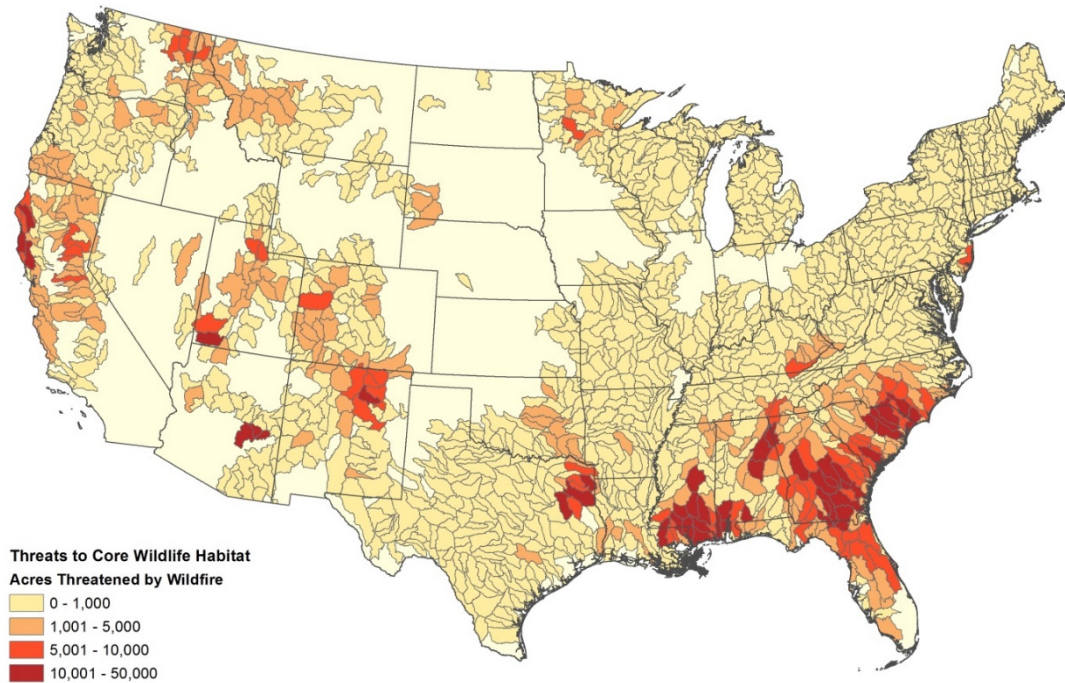 Threats to Core Wildlife Habitat
Acres Threatened by Wildfire
0 - 1,000
1,001 - 5,000
5,001 - 10,000
10,001 - 50,000